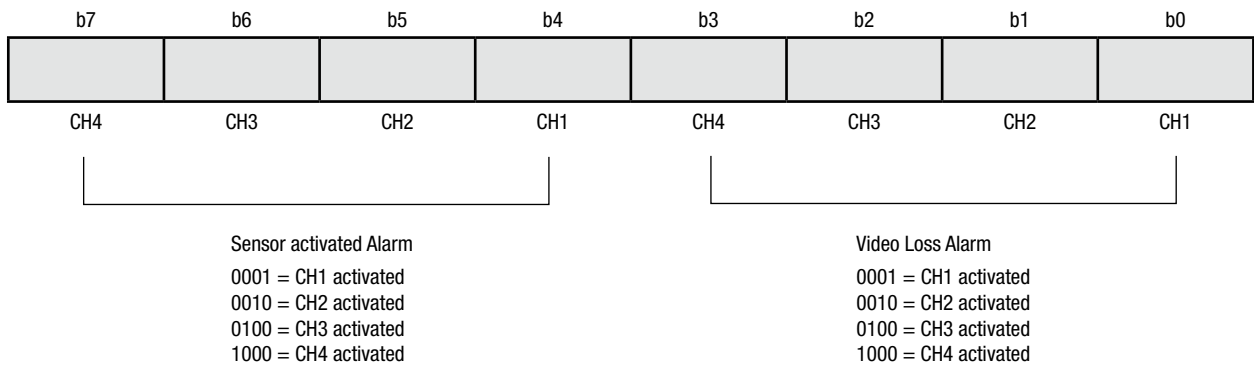 b7 b6 b5 b4 b3 b2 b1 b0
CH4 CH3 CH2 CH1 CH4 CH3 CH2 CH1
Sensor activated Alarm
0001 = CH1 activated
0010 = CH2 activated
0100 = CH3 activated
1000 = CH4 activated
Video Loss Alarm
0001 = CH1 activated
0010 = CH2 activated
0100 = CH3 activated
1000 = CH4 activated